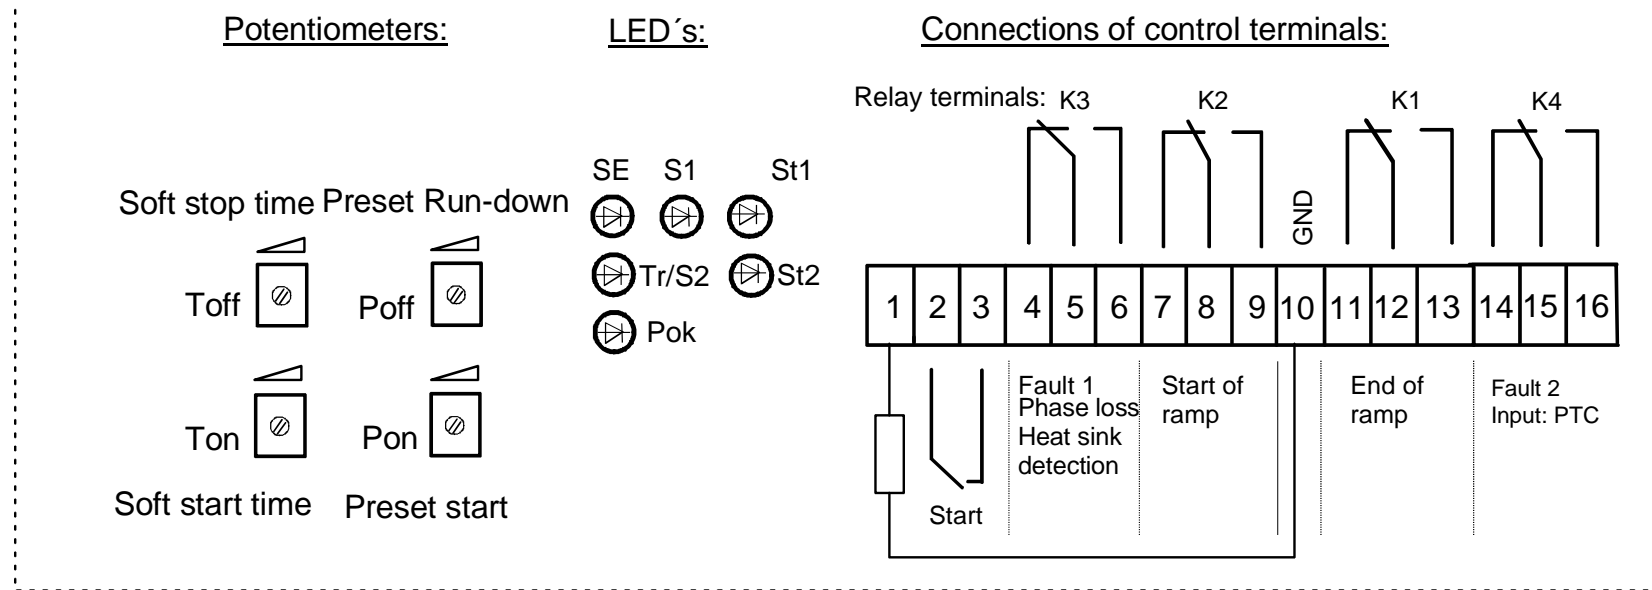 Potentiometers:
LED´s:
Connections of control terminals:
Relay terminals: K3 K2 K1 K4
SE S1 St1
Soft stop time Preset Run-down
GND
Tr/S2 St2
Toff Poff
1 2 3 4 5 6 7 8 9 10 11 12 13 14 15 16
Pok
Fault 1
Phase loss
Heat sink
detection
Start of
ramp
End of
ramp
Fault 2
Input: PTC
Ton Pon
Soft start time Preset start
Start